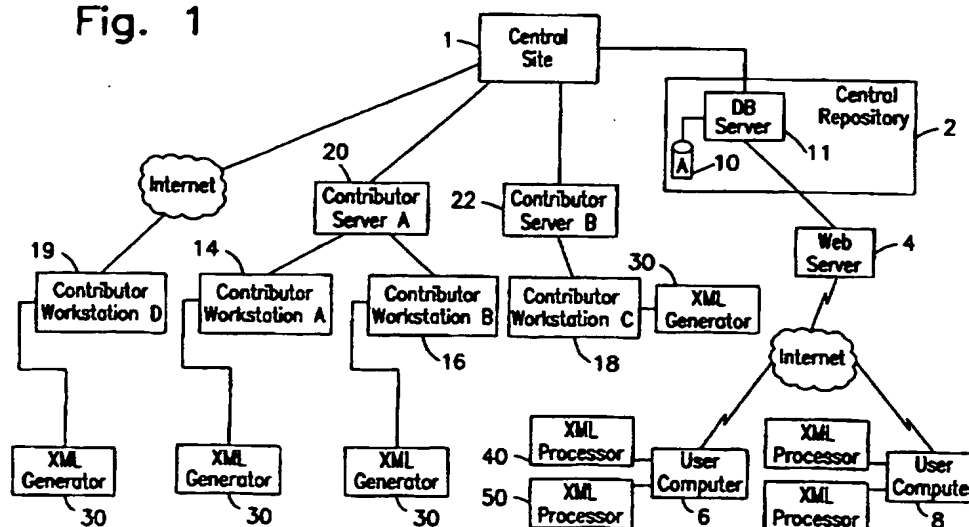 Fig. 1
1
Central
Site
Central
Repository
2
DB
Server
A
10
11
Internet
20
Contributor
Server A
22
Contributor
Server B
Web
Server
4
19
Contributor
Workstation D
14
Contributor
Workstation A
Contributor
Workstation B
16
Contributor
Workstation C
18
30
XML
Generator
Internet
XML
Generator
30
XML
Generator
30
XML
Generator
30
40
XML
Processor
50
XML
Processor
User
Computer
6
XML
Processor
XML
Processor
User
Computer
8